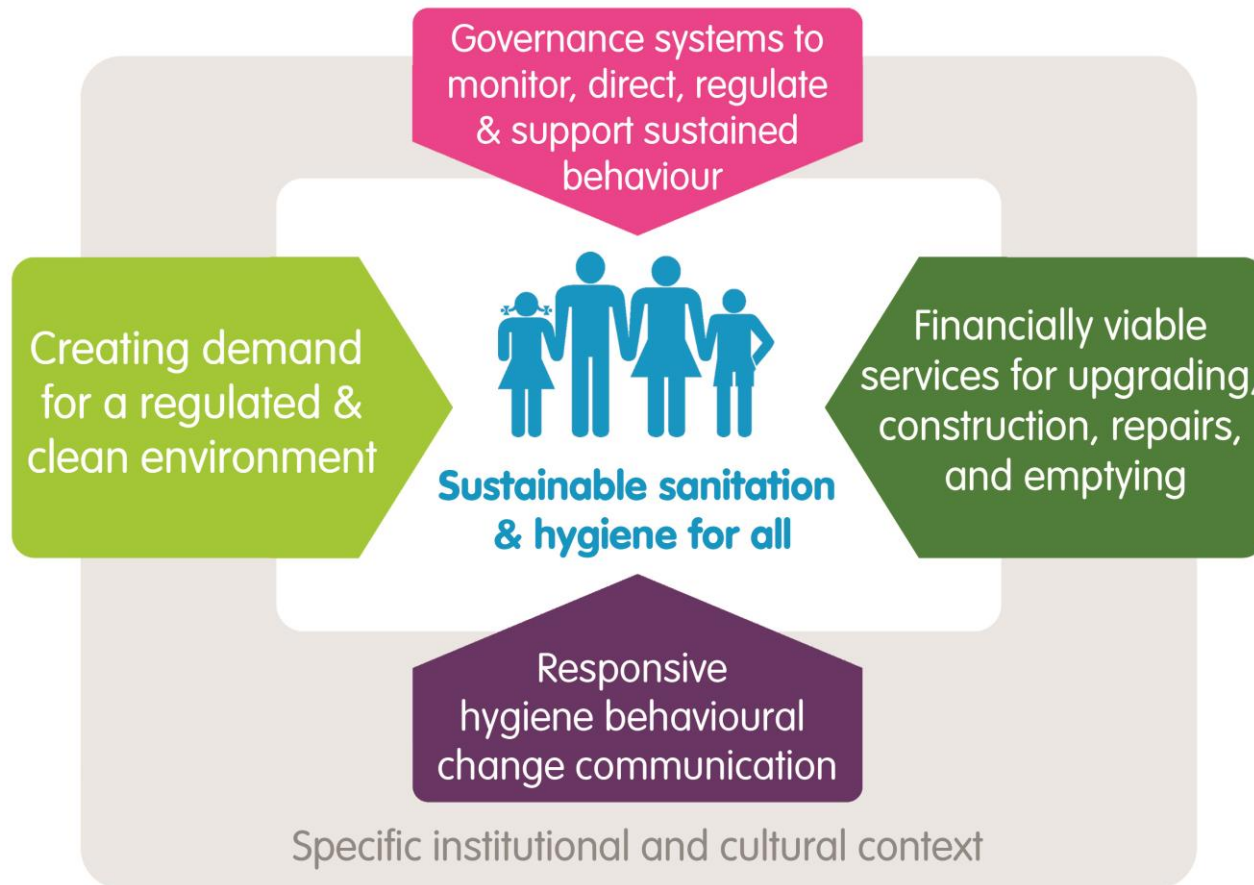 Governance systems to
monitor, direct, regulate
& support sustained
behaviour
Creating demand
for a regulated &
clean environment
Financially viable
services for upgrading,
construction, repairs,
and emptying
Sustainable sanitation
& hygiene for all
Responsive
hygiene behavioural
change communication
Specific institutional and cultural context